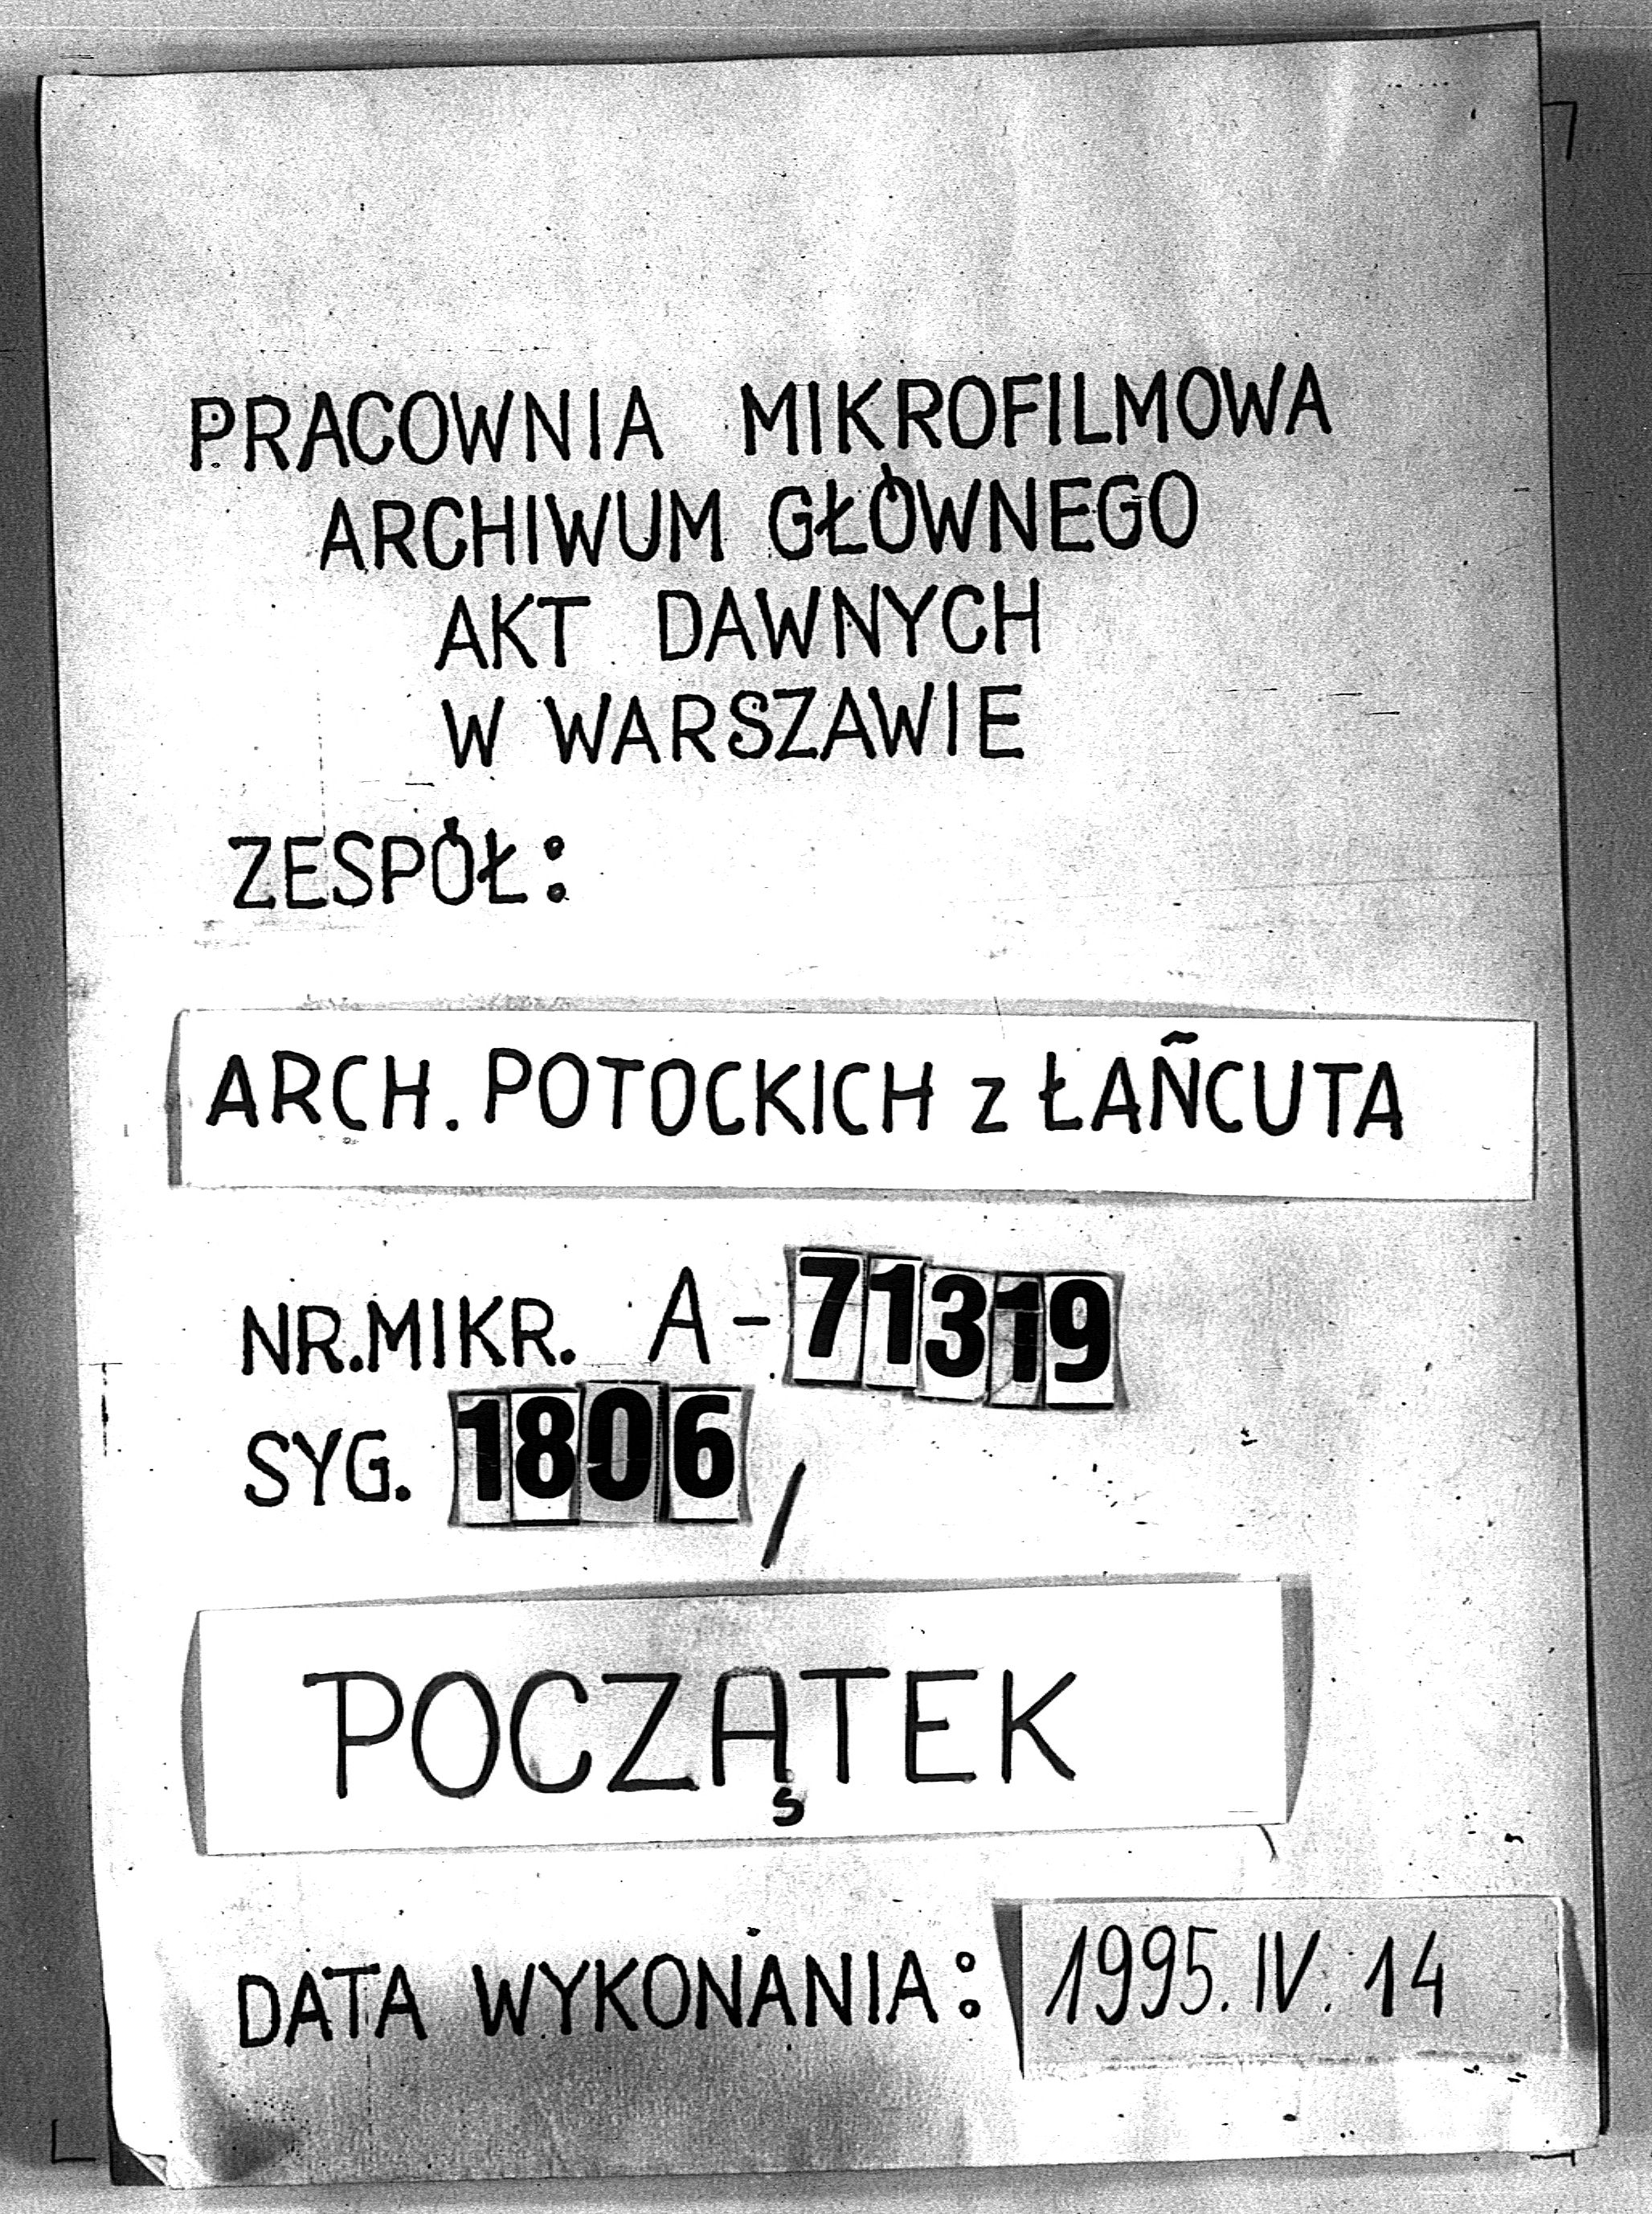 PRACOWNIA MIKROFILMOWA
ARCHIWUM GŁÓWNEGO
AKT DAWNYCH
W WARSZAWIE
ZESPÓŁ:
ARCH. POTOCKICH z ŁAŃCUTA
NR.MIKR. A-71319
SYG. 1806/
POCZĄTEK
DATA WYKONANIA: 1995.IV.14